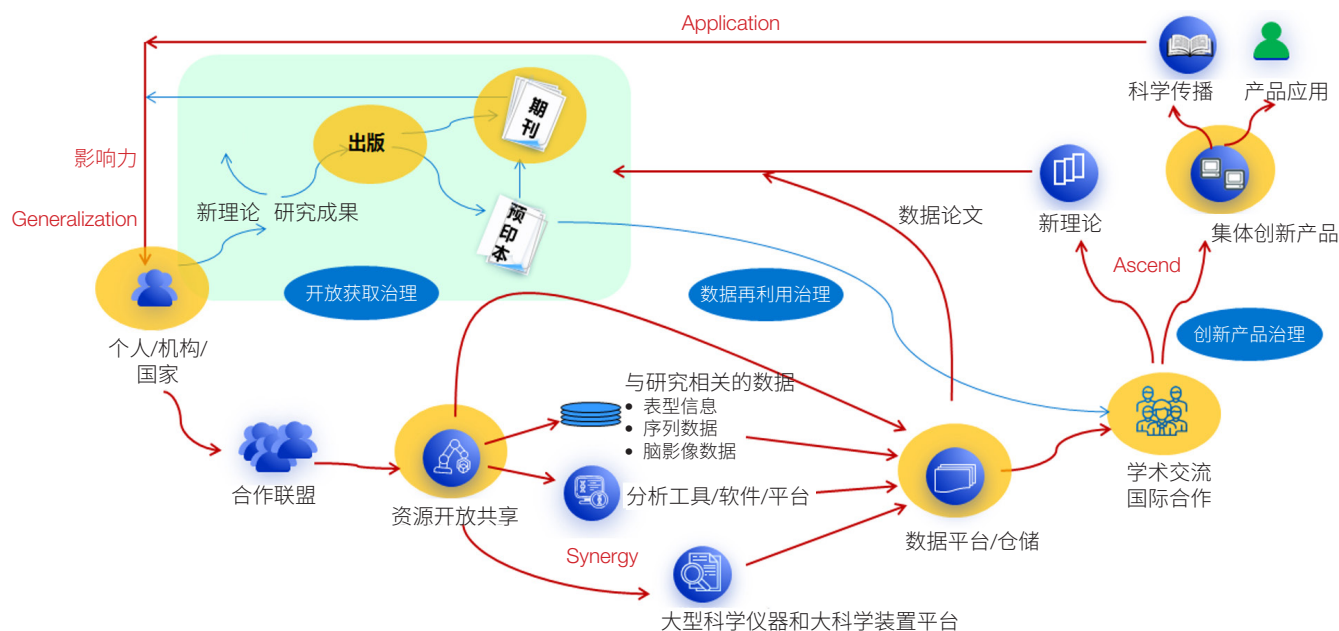 Application
科学传播
产品应用
期刊
出版
影响力
新理论
研究成果
Generalization
预印本
数据论文
新理论
集体创新产品
Ascend
开放获取治理
数据再利用治理
创新产品治理
个人/机构/
国家
与研究相关的数据
• 表型信息
• 序列数据
• 脑影像数据
合作联盟
资源开放共享
分析工具/软件/平台
数据平台/仓储
学术交流
国际合作
Synergy
大型科学仪器和大科学装置平台